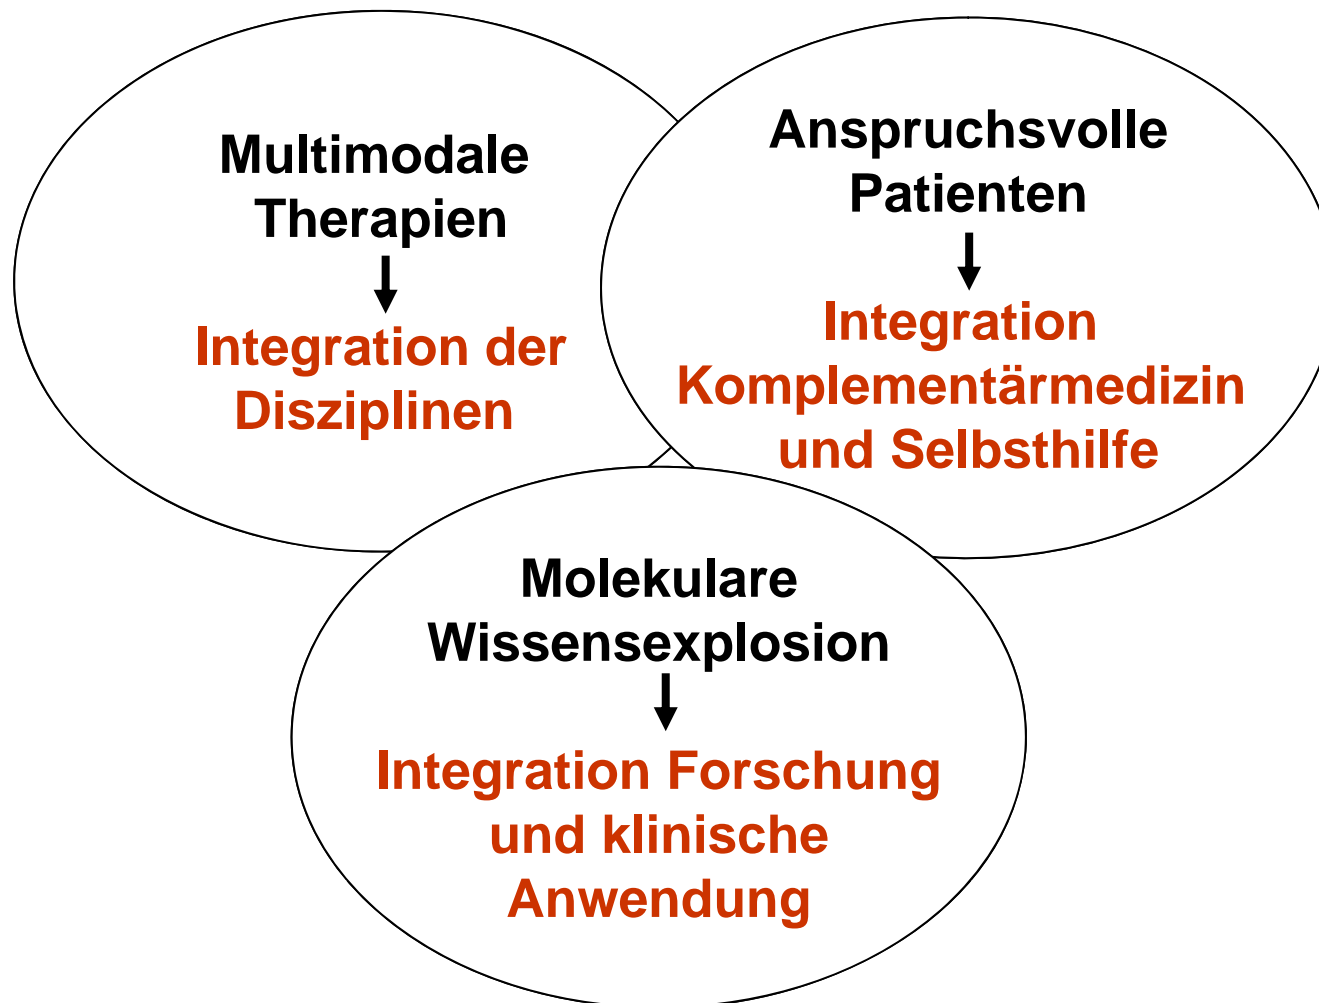 Multimodale
Therapien
Integration der
Disziplinen
Anspruchsvolle
Patienten
Integration
Komplementärmedizin
und Selbsthilfe
Molekulare
Wissensexplosion
Integration Forschung
und klinische
Anwendung